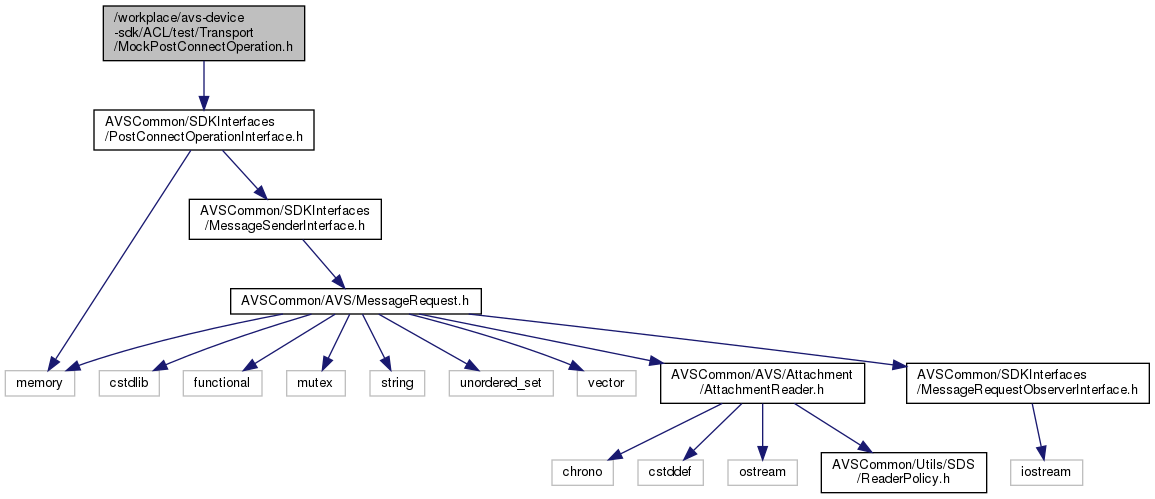 /workplace/avs-device
-sdk/ACL/test/Transport
/MockPostConnectOperation.h
AVSCommon/SDKInterfaces
/PostConnectOperationInterface.h
AVSCommon/SDKInterfaces
/MessageSenderInterface.h
AVSCommon/AVS/MessageRequest.h
memory
cstdlib
functional
mutex
string
unordered_set
vector
AVSCommon/AVS/Attachment
/AttachmentReader.h
AVSCommon/SDKInterfaces
/MessageRequestObserverInterface.h
chrono
cstddef
ostream
AVSCommon/Utils/SDS
/ReaderPolicy.h
iostream